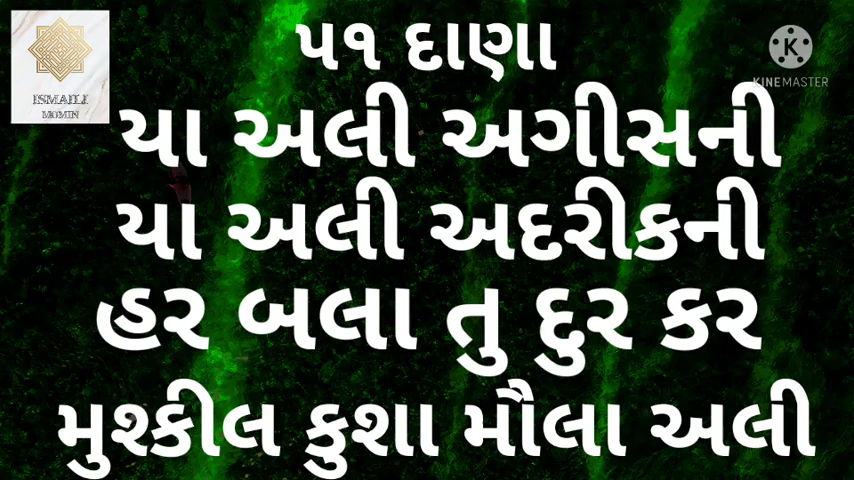 ૫૧ દાણા
ISMAILI
MOMIN
K
KINEMASTER
યા અલી અગીસની
યા અલી અદરીકની
હર બલા તુ દુર કર
મુશ્કીલ કુશા મૌલા અલી